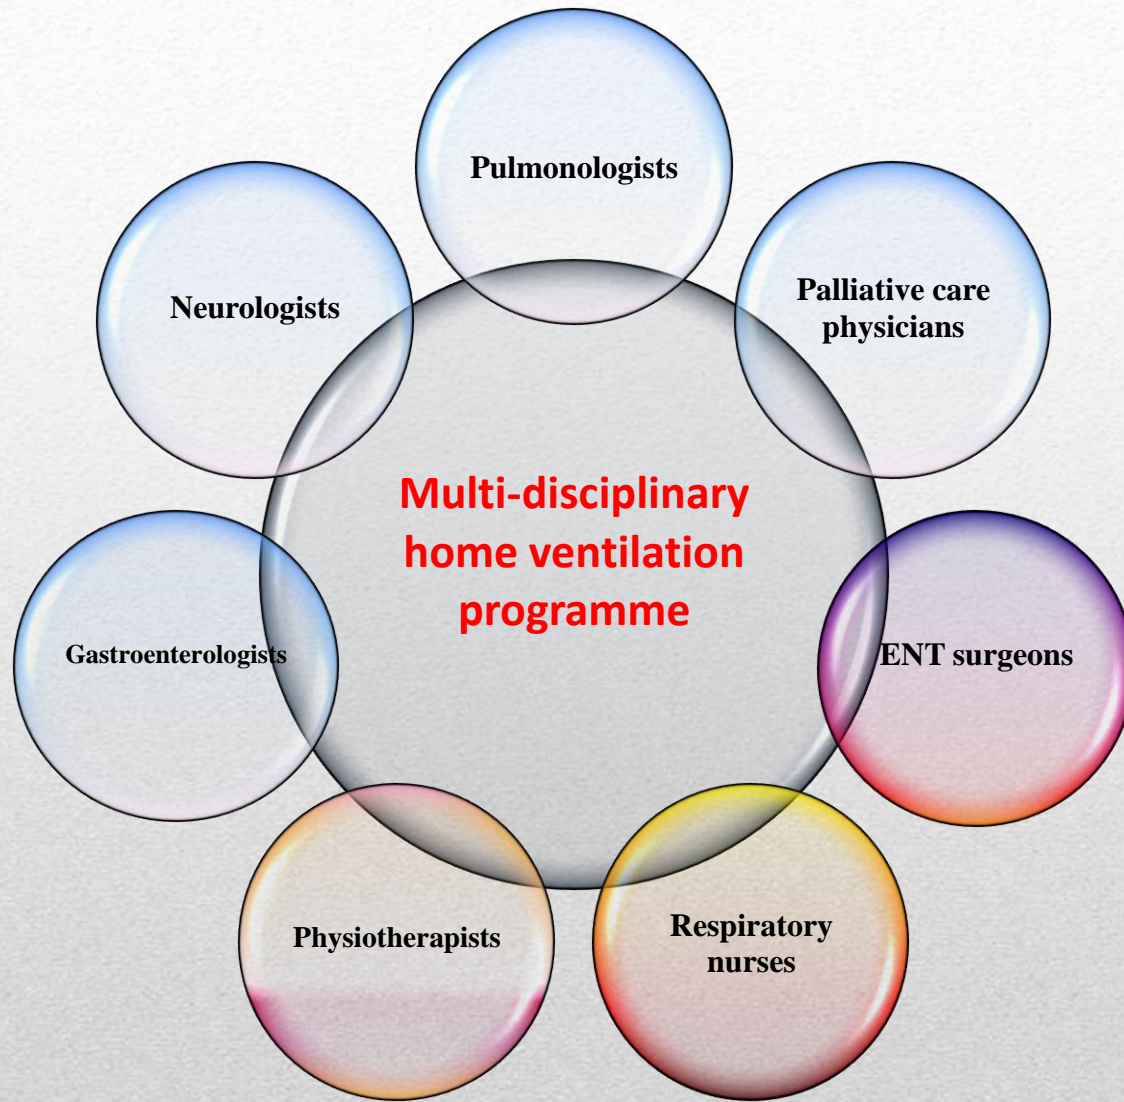 Pulmonologists
Palliative care
physicians
Neurologists
Multi-disciplinary
home ventilation
programme
Gastroenterologists
ENT surgeons
Physiotherapists
Respiratory
nurses